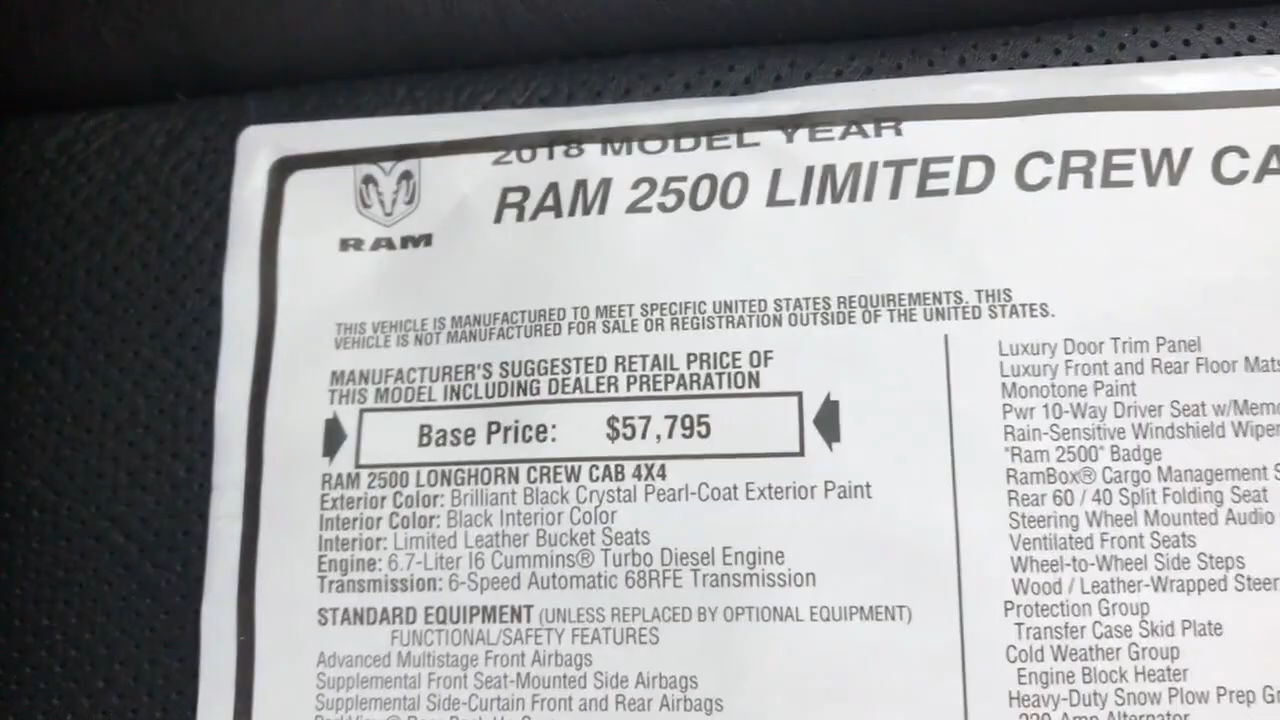 2018 MODEL YEAR
RAM 2500 LIMITED CREW CA
RAM
THIS VEHICLE IS MANUFACTURED TO MEET SPECIFIC UNITED STATES REQUIREMENTS. THIS
VEHICLE IS NOT MANUFACTURED FOR SALE OR REGISTRATION OUTSIDE OF THE UNITED STATES.
MANUFACTURER'S SUGGESTED RETAIL PRICE OF
THIS MODEL INCLUDING DEALER PREPARATION
Base Price: $57,795
RAM 2500 LONGHORN CREW CAB 4X4
Exterior Color: Brilliant Black Crystal Pearl-Coat Exterior Paint
Interior Color: Black Interior Color
Interior: Limited Leather Bucket Seats
Engine: 6.7-Liter I6 Cummins® Turbo Diesel Engine
Transmission: 6-Speed Automatic 68RFE Transmission
STANDARD EQUIPMENT (UNLESS REPLACED BY OPTIONAL EQUIPMENT)
FUNCTIONAL/SAFETY FEATURES
Advanced Multistage Front Airbags
Supplemental Front Seat-Mounted Side Airbags
Supplemental Side-Curtain Front and Rear Airbags
Luxury Door Trim Panel
Luxury Front and Rear Floor Mats
Monotone Paint
Pwr 10-Way Driver Seat w/Memo
Rain-Sensitive Windshield Wiper
"Ram 2500" Badge
RamBox® Cargo Management S
Rear 60 / 40 Split Folding Seat
Steering Wheel Mounted Audio
Ventilated Front Seats
Wheel-to-Wheel Side Steps
Wood / Leather-Wrapped Steer
Protection Group
Transfer Case Skid Plate
Cold Weather Group
Engine Block Heater
Heavy-Duty Snow Plow Prep G
220 Amp Alternator